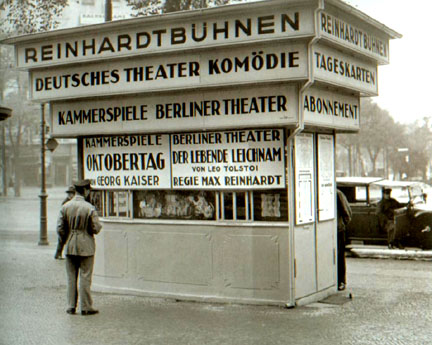 REINHARDTBÜHNEN
REINHARDTBÜHNEN
DEUTSCHES THEATER KOMÖDIE
TAGESKARTEN
KAMMERSPIELE BERLINER THEATER
ABONNEMENT
KAMMERSPIELE
OKTOBERTAG
VON GEORG KAISER
BERLINER THEATER
DER LEBENDE LEICHNAM
VON LEO TOLSTOI
REGIE MAX REINHARDT